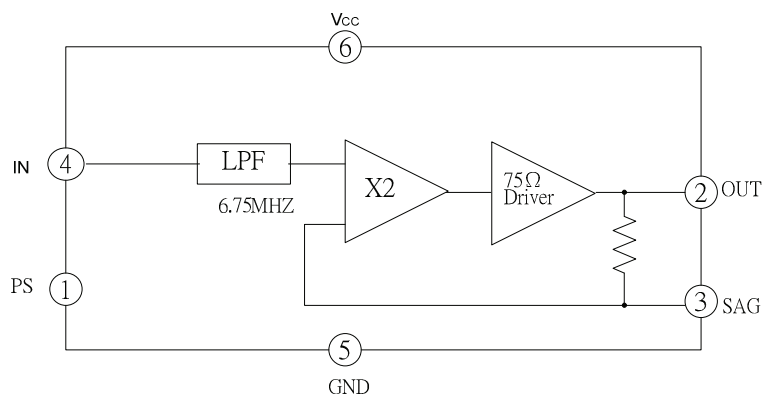 Vcc
6
IN
4
LPF
6.75MHZ
X2
75Ω
Driver
2
OUT
PS
1
3
SAG
5
GND